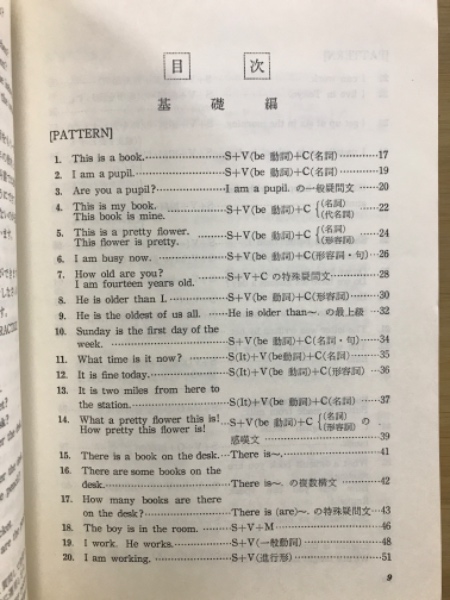 目次
基礎編
[PATTERN]
1. This is a book.……………S+V(be 動詞)+C(名詞)…………17
2. I am a pupil.………………S+V(be 動詞)+C(名詞)…………19
3. Are you a pupil?……………I am a pupil. の一般疑問文……20
4. This is my book.
This book is mine. ……………S+V(be 動詞)+C{(名詞)(代名詞)……22
5. This is a pretty flower.
This flower is pretty.…………S+V(be 動詞)+C{(名詞)(形容詞)……24
6. I am busy now. ……………S+V(be 動詞)+C(形容詞・句)…26
7. How old are you?
I am fourteen years old.………S+V+C の特殊疑問文…………28
8. He is older than I.……………S+V(be 動詞)+C(形容詞)………30
9. He is the oldest of us all. ……He is older than~. の最上級 …32
10. Sunday is the first day of the
week. ……………S+V(be 動詞)+C(名詞・句)……34
11. What time is it now? …………S(It)+V(be動詞)+C(名詞)………35
12. It is fine today.………………S(It)+V(be 動詞)+C(形容詞) …36
13. It is two miles from here to
the station.……………S(It)+V(be 動詞)+C(名詞) ……37
14. What a pretty flower this is!
How pretty this flower is! ……S+V(be 動詞)+C{(名詞)(形容詞) の
感嘆文……………39
15. There is a book on the desk.…There is~.……………41
16. There are some books on the
desk.……………There is~. の複数構文…………42
17. How many books are there
on the desk?……………There is (are)~. の特殊疑問文…43
18. The boy is in the room. ………S+V+M……………46
19. I work. He works.……………S+V(一般動詞)……………48
20. I am working. ……………S+V(進行形)……………51
9